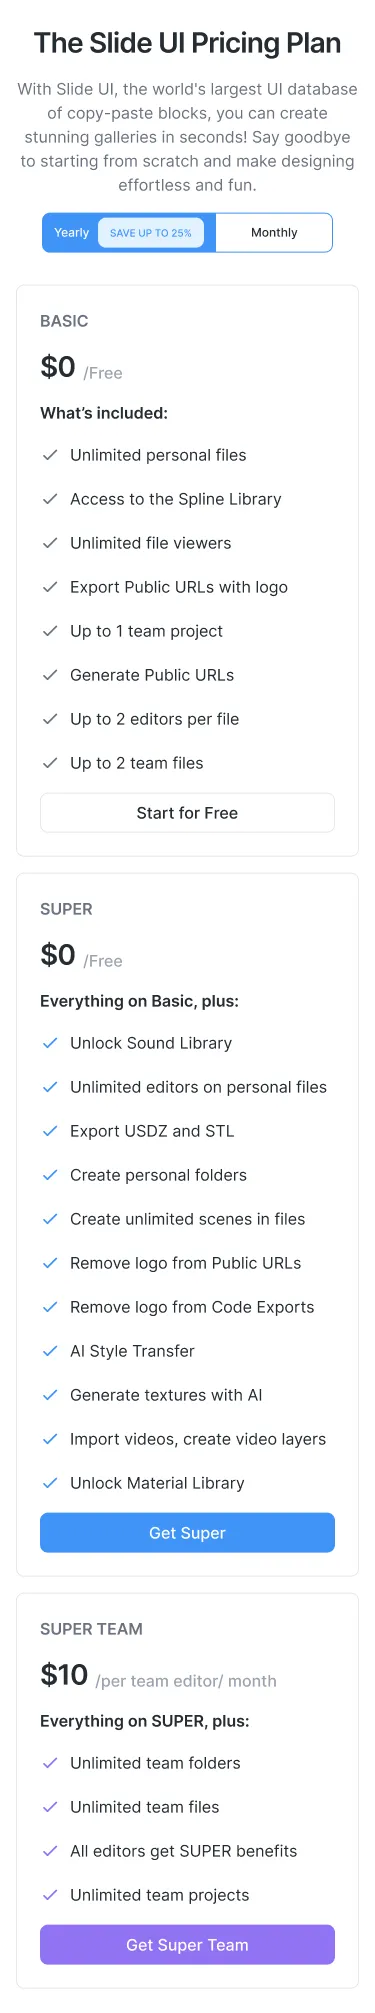 The Slide UI Pricing Plan
With Slide UI, the world's largest UI database
of copy-paste blocks, you can create
stunning galleries in seconds! Say goodbye
to starting from scratch and make designing
effortless and fun.
Yearly SAVE UP TO 25% Monthly
BASIC
$0 /Free
What's included:
Unlimited personal files
Access to the Spline Library
Unlimited file viewers
Export Public URLs with logo
Up to 1 team project
Generate Public URLs
Up to 2 editors per file
Up to 2 team files
Start for Free
SUPER
$0 /Free
Everything on Basic, plus:
Unlock Sound Library
Unlimited editors on personal files
Export USDZ and STL
Create personal folders
Create unlimited scenes in files
Remove logo from Public URLs
Remove logo from Code Exports
AI Style Transfer
Generate textures with AI
Import videos, create video layers
Unlock Material Library
Get Super
SUPER TEAM
$10 /per team editor/ month
Everything on SUPER, plus:
Unlimited team folders
Unlimited team files
All editors get SUPER benefits
Unlimited team projects
Get Super Team